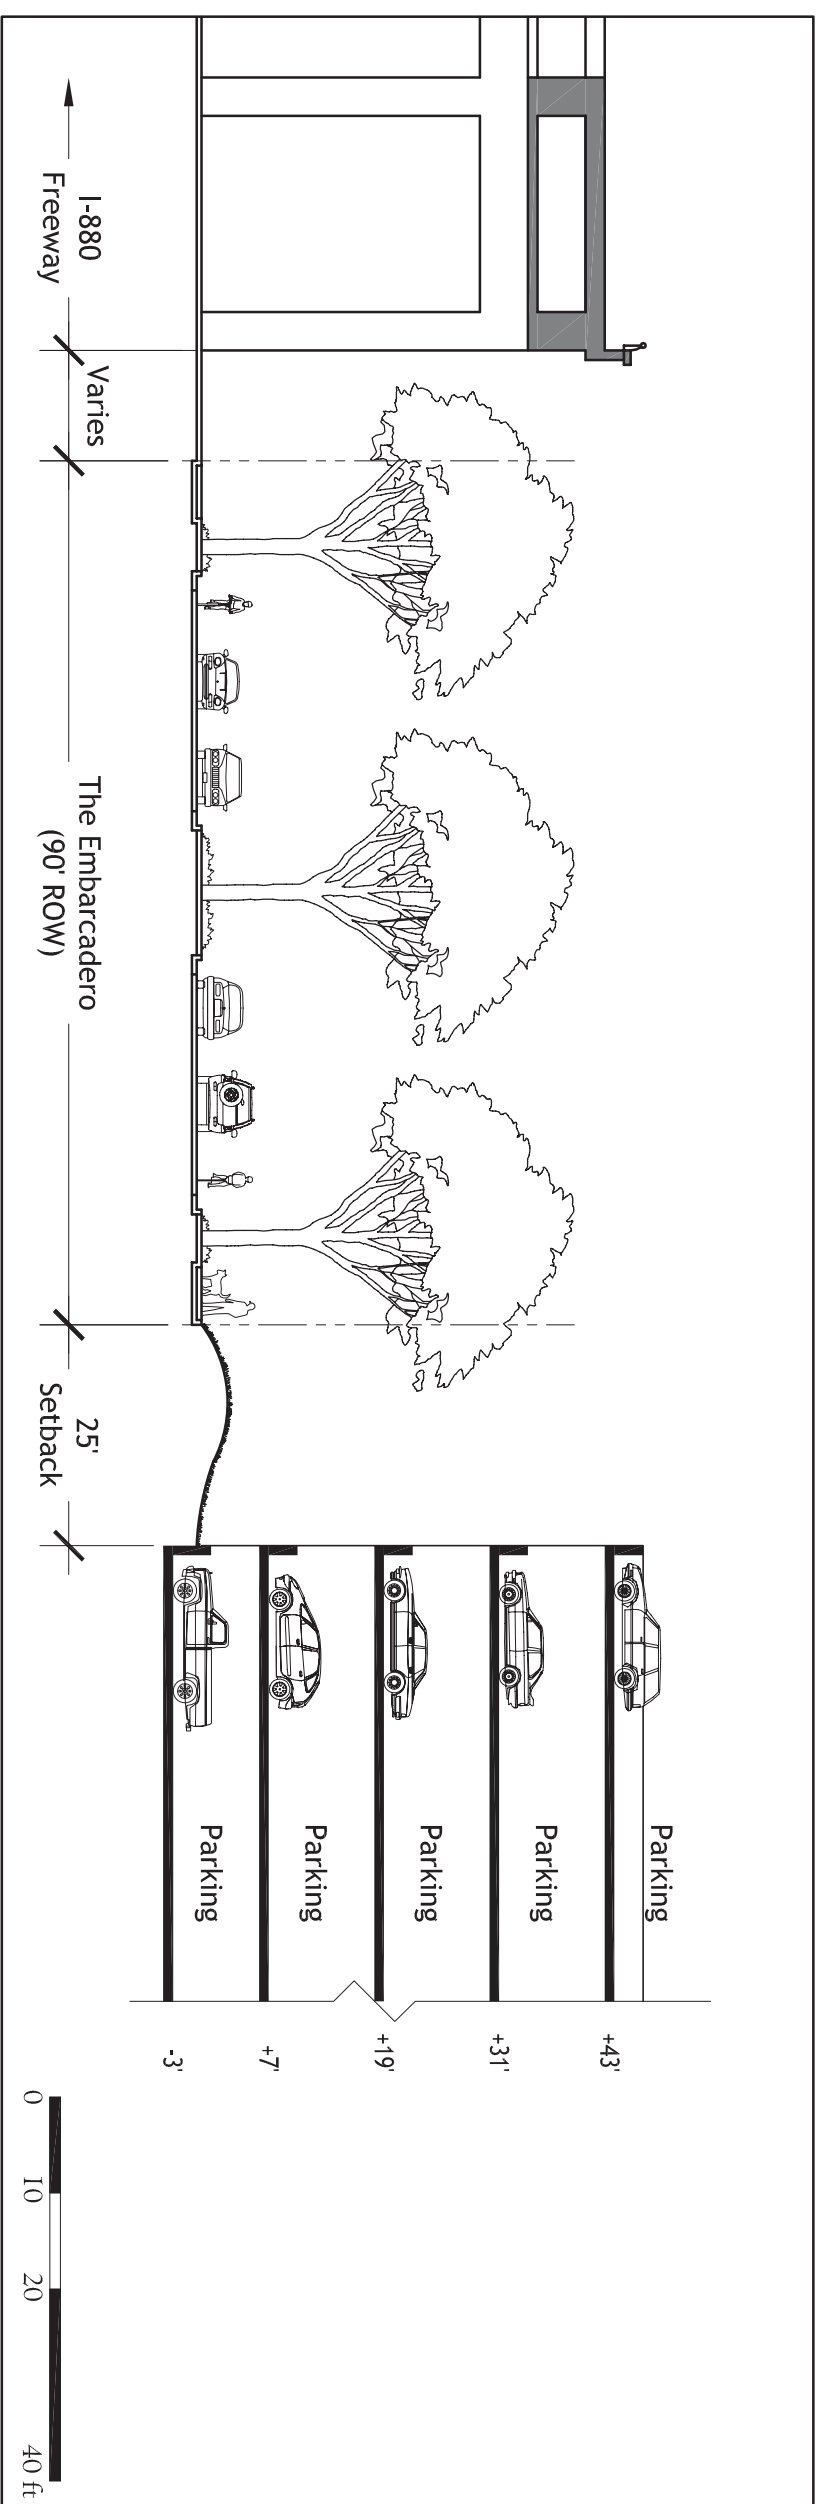 I-880
Freeway
Varies
The Embarcadero
(90' ROW)
25'
Setback
Parking
Parking
Parking
Parking
Parking
+43'
+31'
+19'
+7'
-3'
0 10 20 40 ft